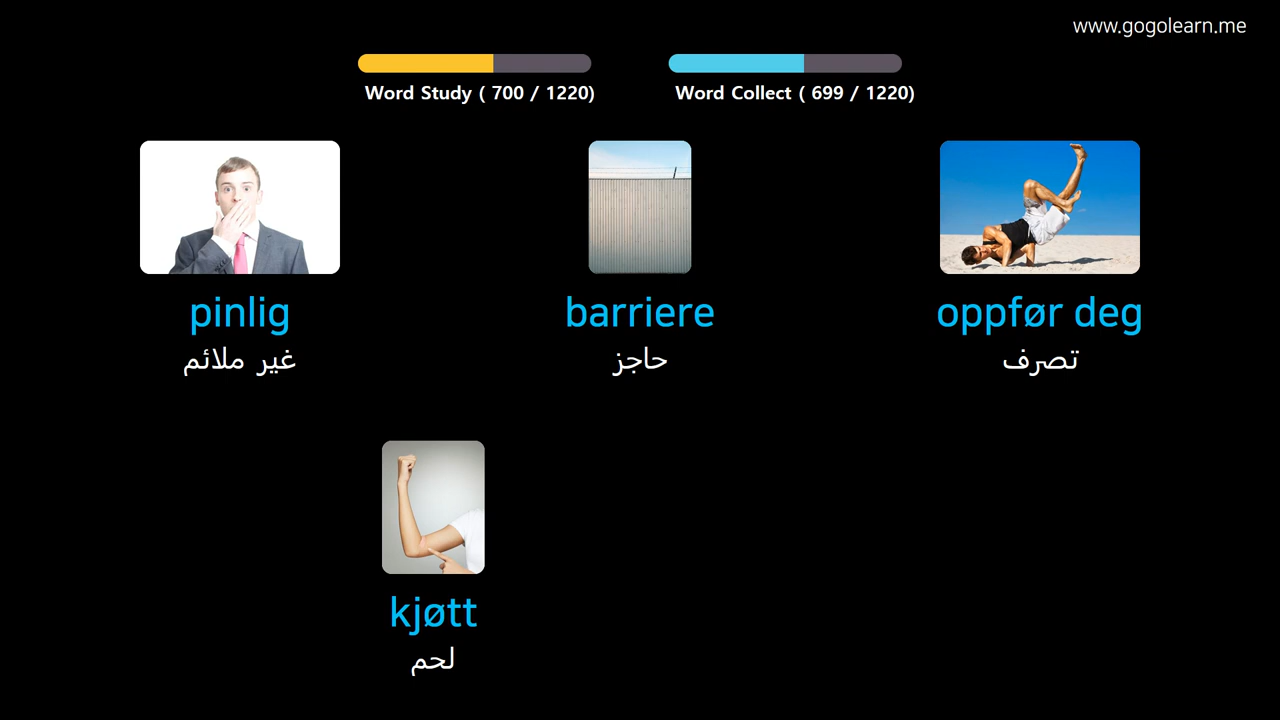 www.gogolearn.me
Word Study ( 700 / 1220)
Word Collect ( 699 / 1220)
pinlig
غير ملائم
barriere
حاجز
oppfør deg
تصرف
kjøtt
لحم